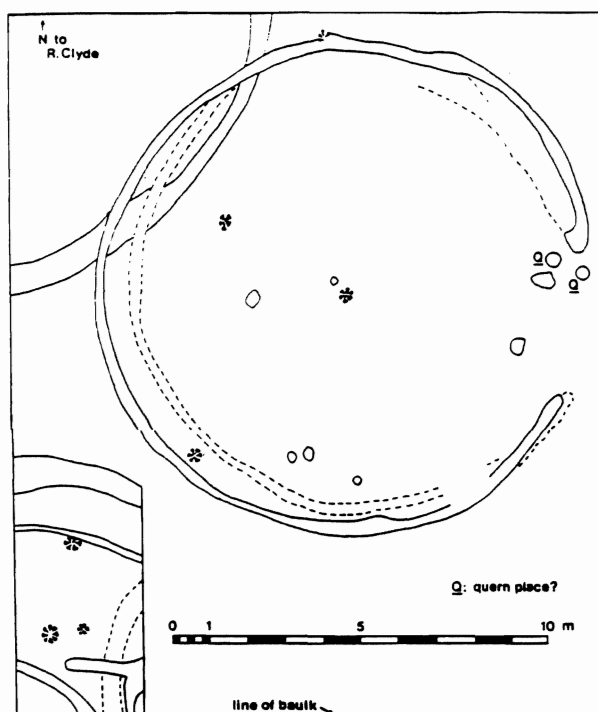 N to
R. Clyde
Q
Q
Q: quern place?
0 1 5 10 m
line of baulk